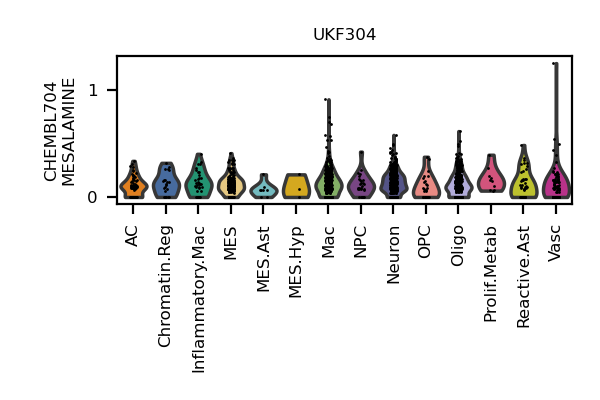 UKF304
CHEMBL704
MESALAMINE
1
0
AC
Chromatin.Reg
Inflammatory.Mac
MES
MES.Ast
MES.Hyp
Mac
NPC
Neuron
OPC
Oligo
Prolif.Metab
Reactive.Ast
Vasc